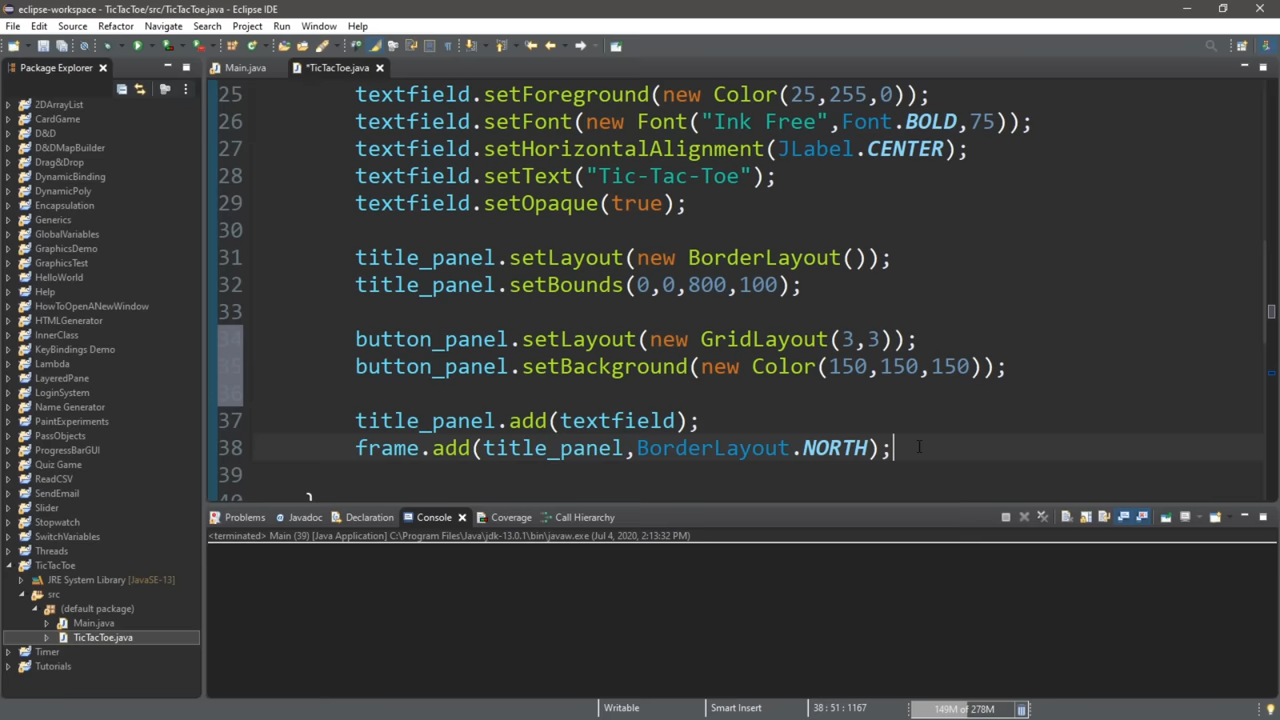 eclipse-workspace - TicTacToe/src/TicTacToe.java - Eclipse IDE
File Edit Source Refactor Navigate Search Project Run Window Help
Package Explorer
Main.java *TicTacToe.java
2DArrayList
CardGame
D&D
D&DMapBuilder
Drag&Drop
DynamicBinding
DynamicPoly
Encapsulation
Generics
GlobalVariables
GraphicsDemo
GraphicsTest
HelloWorld
Help
HowToOpenANewWindow
HTMLGenerator
InnerClass
KeyBindings Demo
Lambda
LayeredPane
LoginSystem
Name Generator
PaintExperiments
PassObjects
ProgressBarGUI
Quiz Game
ReadCSV
SendEmail
Slider
Stopwatch
SwitchVariables
Threads
TicTacToe
JRE System Library [JavaSE-13]
src
(default package)
Main.java
TicTacToe.java
Timer
Tutorials
25 textfield.setForeground(new Color(25,255,0));
26 textfield.setFont(new Font("Ink Free",Font.BOLD,75));
27 textfield.setHorizontalAlignment(JLabel.CENTER);
28 textfield.setText("Tic-Tac-Toe");
29 textfield.setOpaque(true);
30
31 title_panel.setLayout(new BorderLayout());
32 title_panel.setBounds(0,0,800,100);
33
34 button_panel.setLayout(new GridLayout(3,3));
35 button_panel.setBackground(new Color(150,150,150));
36
37 title_panel.add(textfield);
38 frame.add(title_panel,BorderLayout.NORTH);
39
40 }
Problems Javadoc Declaration Console Coverage Call Hierarchy
<terminated> Main (39) [Java Application] C:\Program Files\Java\jdk-13.0.1\bin\javaw.exe (Jul 4, 2020, 2:13:32 PM)
Writable Smart Insert 38 : 51 : 1167 149M of 278M